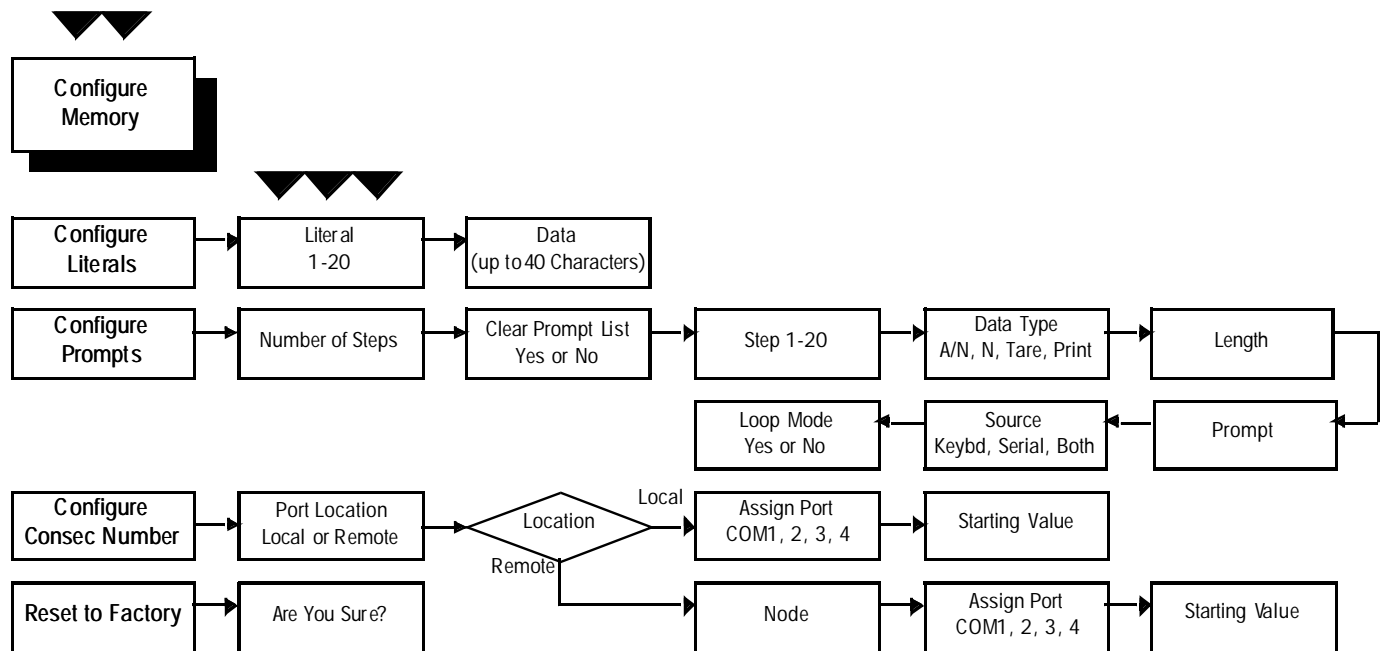 Configure
Memory
Configure
Literals
Literal
1-20
Data
(up to 40 Characters)
Configure
Prompts
Number of Steps
Clear Prompt List
Yes or No
Step 1-20
Data Type
A/N, N, Tare, Print
Length
Prompt
Source
Keybd, Serial, Both
Loop Mode
Yes or No
Configure
Consec Number
Port Location
Local or Remote
Location
Local
Assign Port
COM1, 2, 3, 4
Starting Value
Remote
Node
Assign Port
COM1, 2, 3, 4
Starting Value
Reset to Factory
Are You Sure?